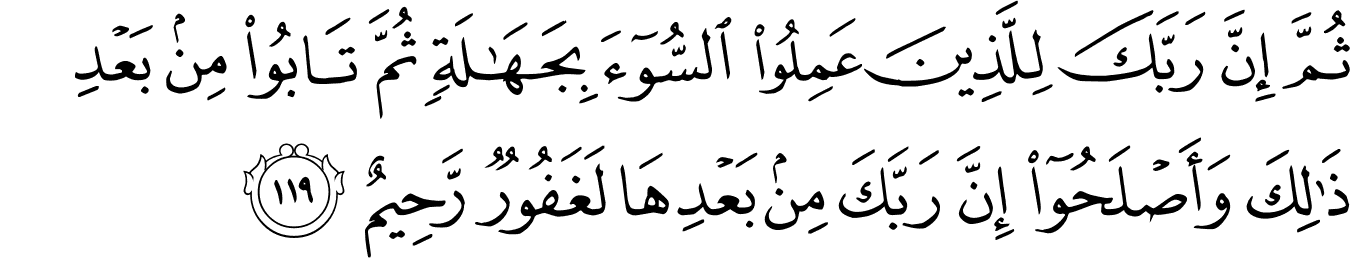 ثُمَّ إِنَّ رَبَّكَ لِلَّذِينَ عَمِلُوا۟ ٱلسُّوٓءَ بِجَهَـٰلَةٍۢ ثُمَّ تَابُوا۟ مِنۢ بَعْدِ
ذَٰلِكَ وَأَصْلَحُوٓا۟ إِنَّ رَبَّكَ مِنۢ بَعْدِهَا لَغَفُورٌۭ رَّحِيمٌ ١١٩